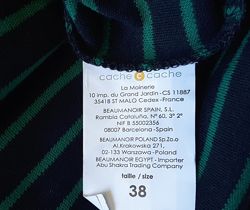 cache cache
La Moinerie
10 imp. du Grand Jardin - CS 11887
35418 ST MALO Cedex - France
BEAUMANOIR SPAIN, S.L.
Rambla Cataluña, N° 60, 3° 2ª
NIF B 55002356
08007 Barcelona - Spain
BEAUMANOIR POLAND Sp.Zo.o
Al.Krakowska 271,
02-133 Warszawa - Poland
BEAUMANOIR EGYPT - Importer
Abu Shakra Trading Company
taille / size
38